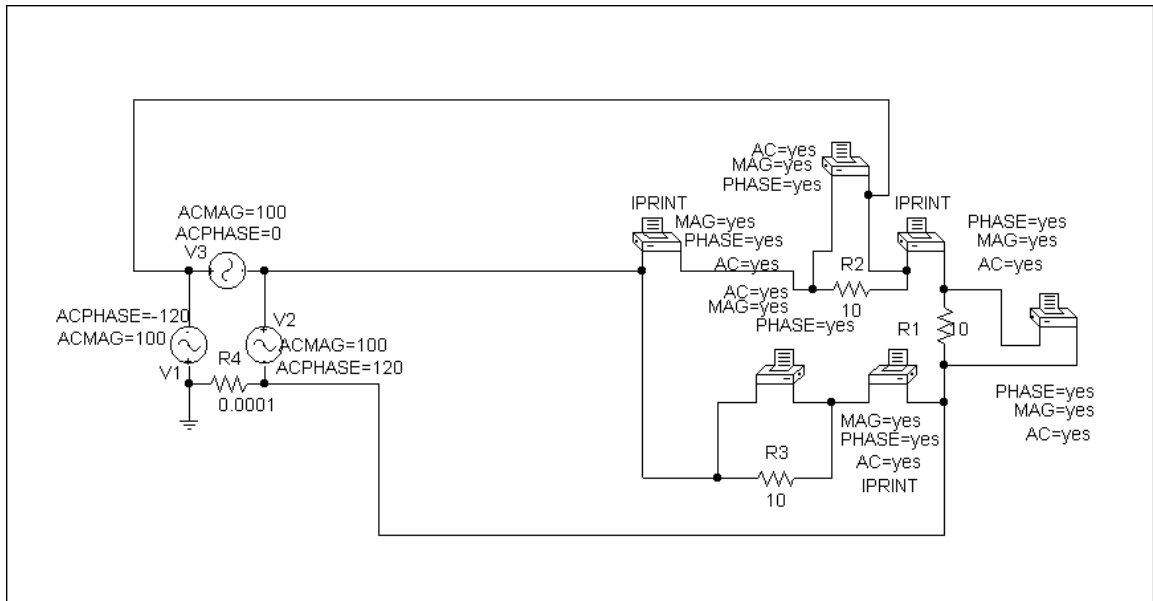 AC=yes
MAG=yes
PHASE=yes
ACMAG=100
ACPHASE=0
V3
IPRINT
MAG=yes
PHASE=yes
AC=yes
IPRINT
PHASE=yes
MAG=yes
AC=yes
R2
10
AC=yes
MAG=yes
PHASE=yes
ACPHASE=-120
ACMAG=100
V1
V2
ACMAG=100
ACPHASE=120
R4
0.0001
R1
10
PHASE=yes
MAG=yes
AC=yes
MAG=yes
PHASE=yes
AC=yes
IPRINT
R3
10